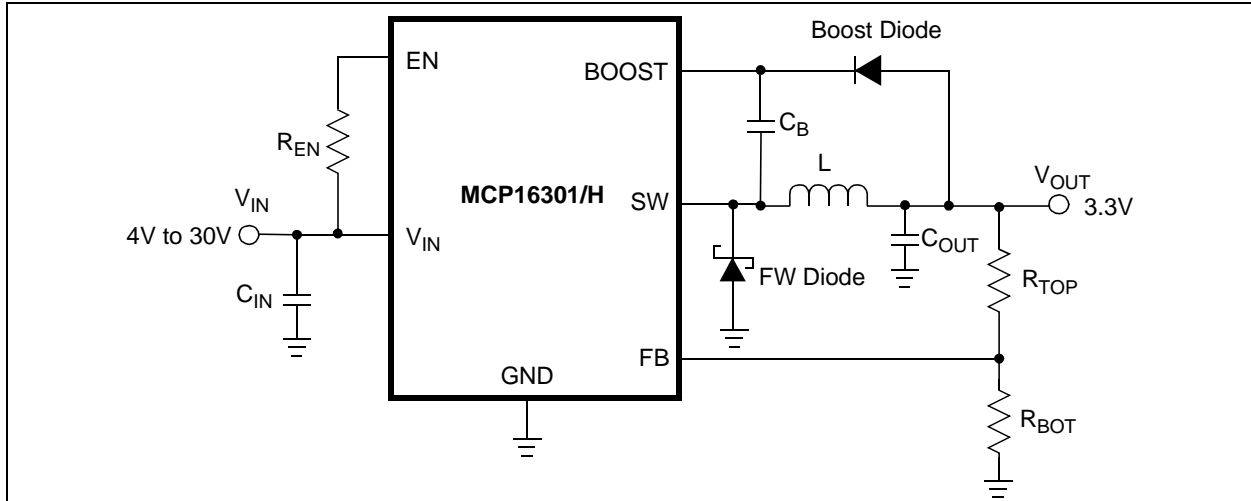 Boost Diode
EN
BOOST
C_B
R_EN
L
V_IN
MCP16301/H
SW
V_OUT
4V to 30V
V_IN
3.3V
C_OUT
FW Diode
R_TOP
C_IN
FB
GND
R_BOT